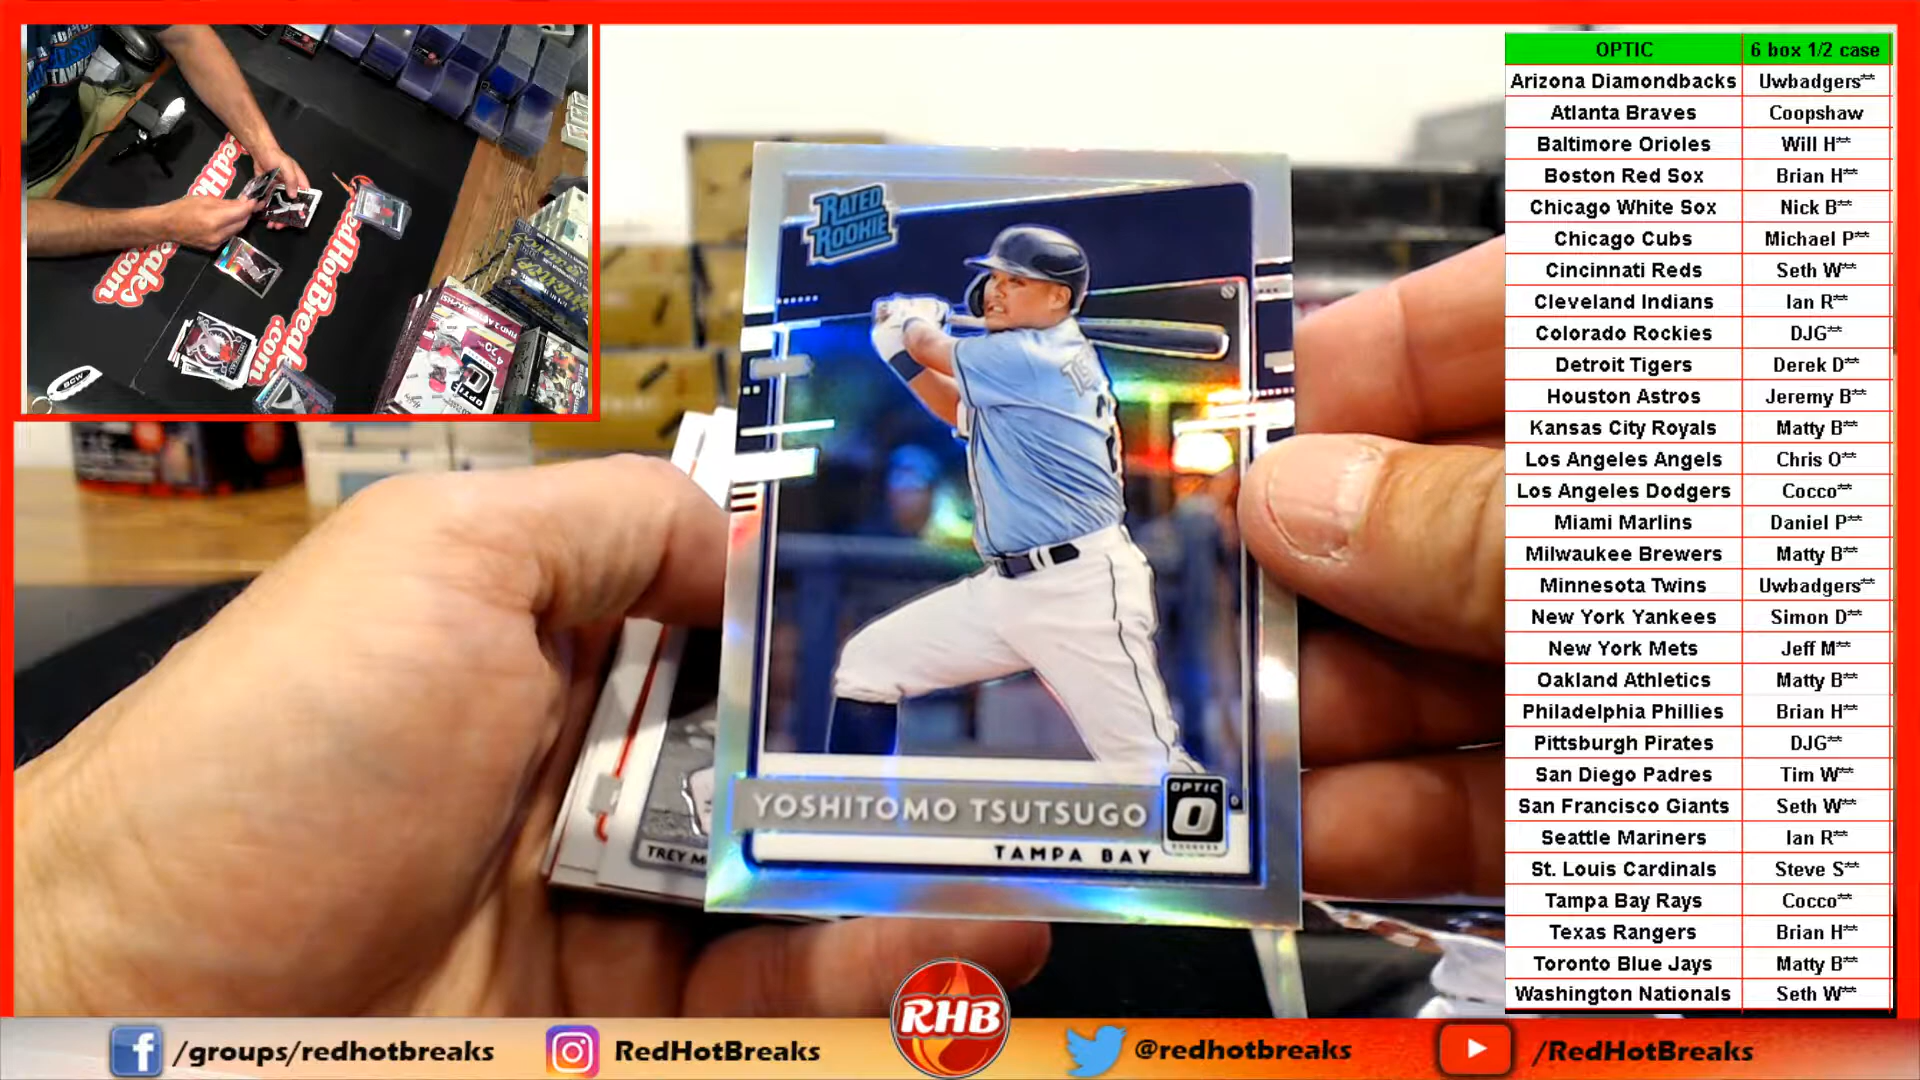 OPTIC 6 box 1/2 case
Arizona Diamondbacks Uwbadgers**
Atlanta Braves Coopshaw
Baltimore Orioles Will H**
Boston Red Sox Brian H**
Chicago White Sox Nick B**
Chicago Cubs Michael P**
Cincinnati Reds Seth W**
Cleveland Indians Ian R**
Colorado Rockies DJG**
Detroit Tigers Derek D**
Houston Astros Jeremy B**
Kansas City Royals Matty B**
Los Angeles Angels Chris O**
Los Angeles Dodgers Cocco**
Miami Marlins Daniel P**
Milwaukee Brewers Matty B**
Minnesota Twins Uwbadgers**
New York Yankees Simon D**
New York Mets Jeff M**
Oakland Athletics Matty B**
Philadelphia Phillies Brian H**
Pittsburgh Pirates DJG**
San Diego Padres Tim W**
San Francisco Giants Seth W**
Seattle Mariners Ian R**
St. Louis Cardinals Steve S**
Tampa Bay Rays Cocco**
Texas Rangers Brian H**
Toronto Blue Jays Matty B**
Washington Nationals Seth W**
RATED
ROOKIE
YOSHITOMO TSUTSUGO
OPTIC
TAMPA BAY
TREY M
RedHotBreaks
.com
BCW
OPTIC
RHB
/groups/redhotbreaks RedHotBreaks @redhotbreaks /RedHotBreaks